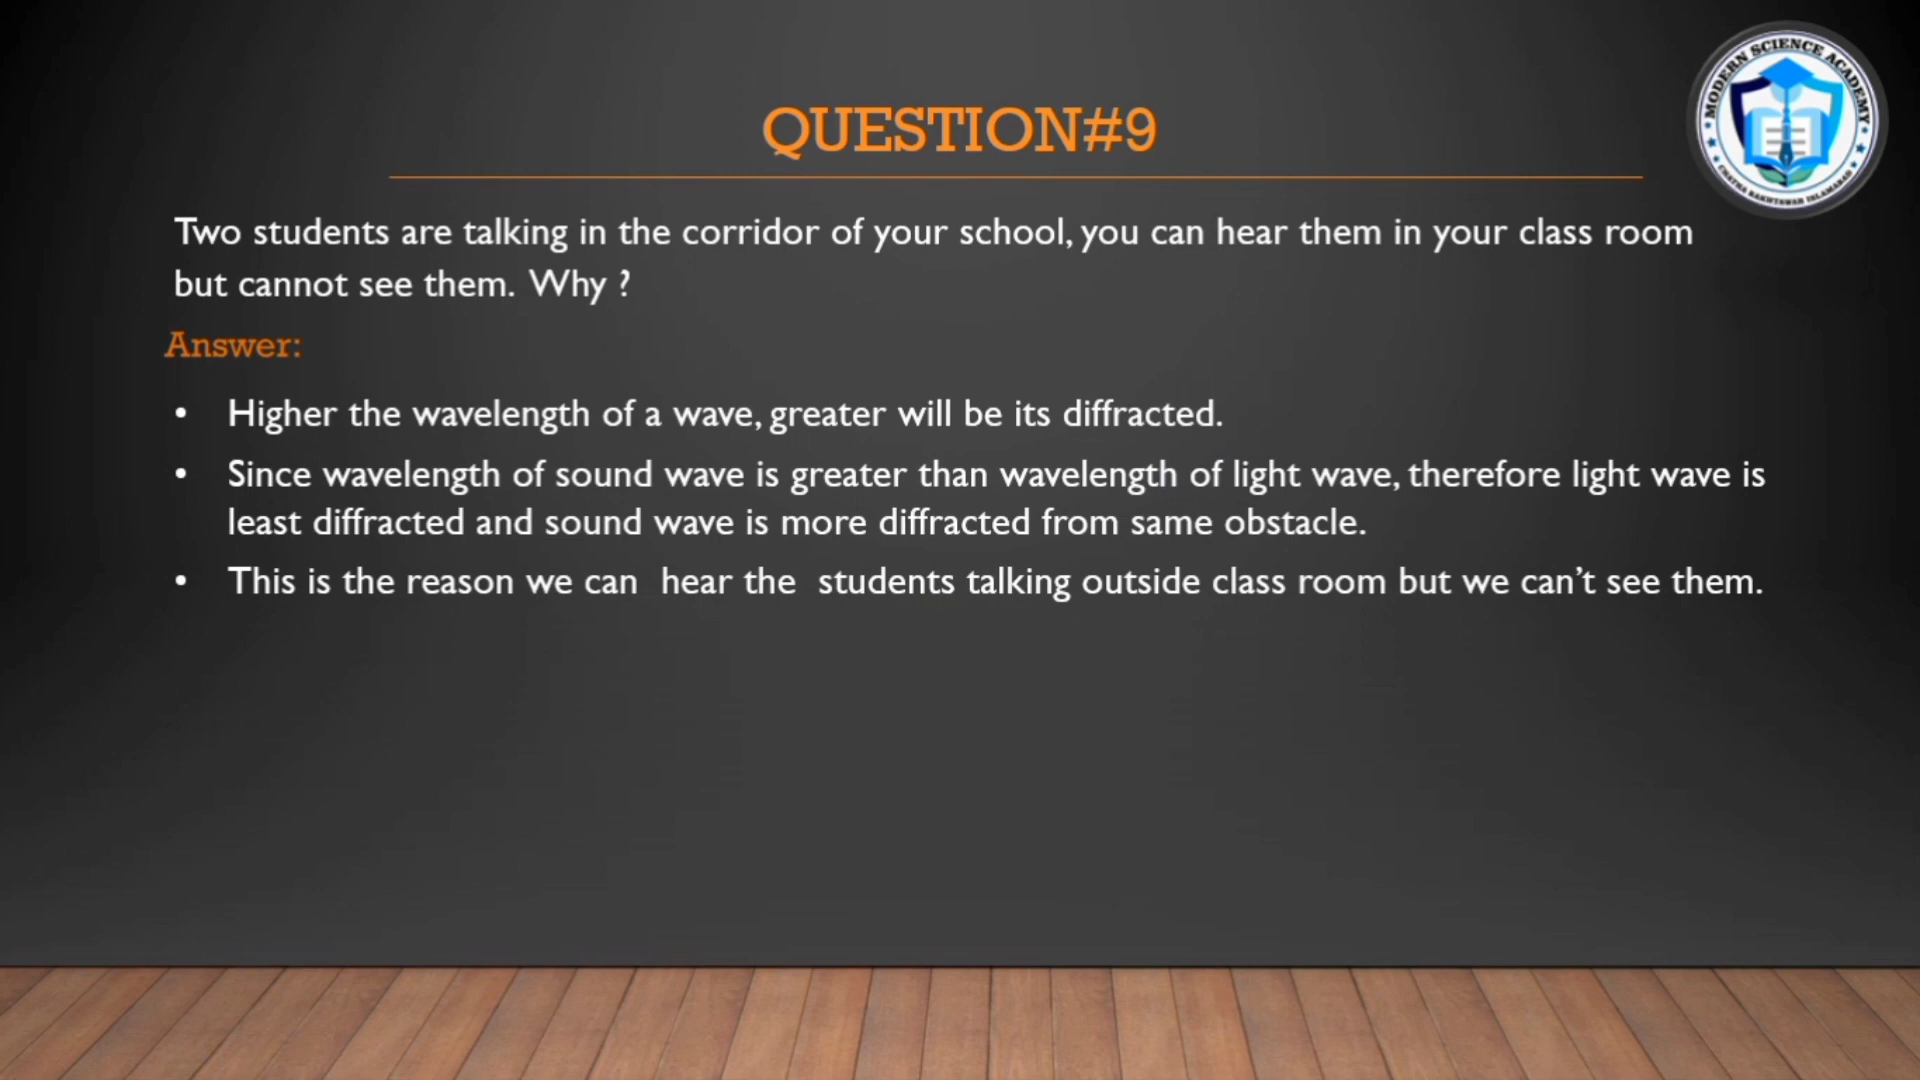 MODERN SCIENCE ACADEMY
CHATHA BAKHTAWAR ISLAMABAD
QUESTION#9
Two students are talking in the corridor of your school, you can hear them in your class room
but cannot see them. Why ?
Answer:
• Higher the wavelength of a wave, greater will be its diffracted.
• Since wavelength of sound wave is greater than wavelength of light wave, therefore light wave is
least diffracted and sound wave is more diffracted from same obstacle.
• This is the reason we can hear the students talking outside class room but we can’t see them.